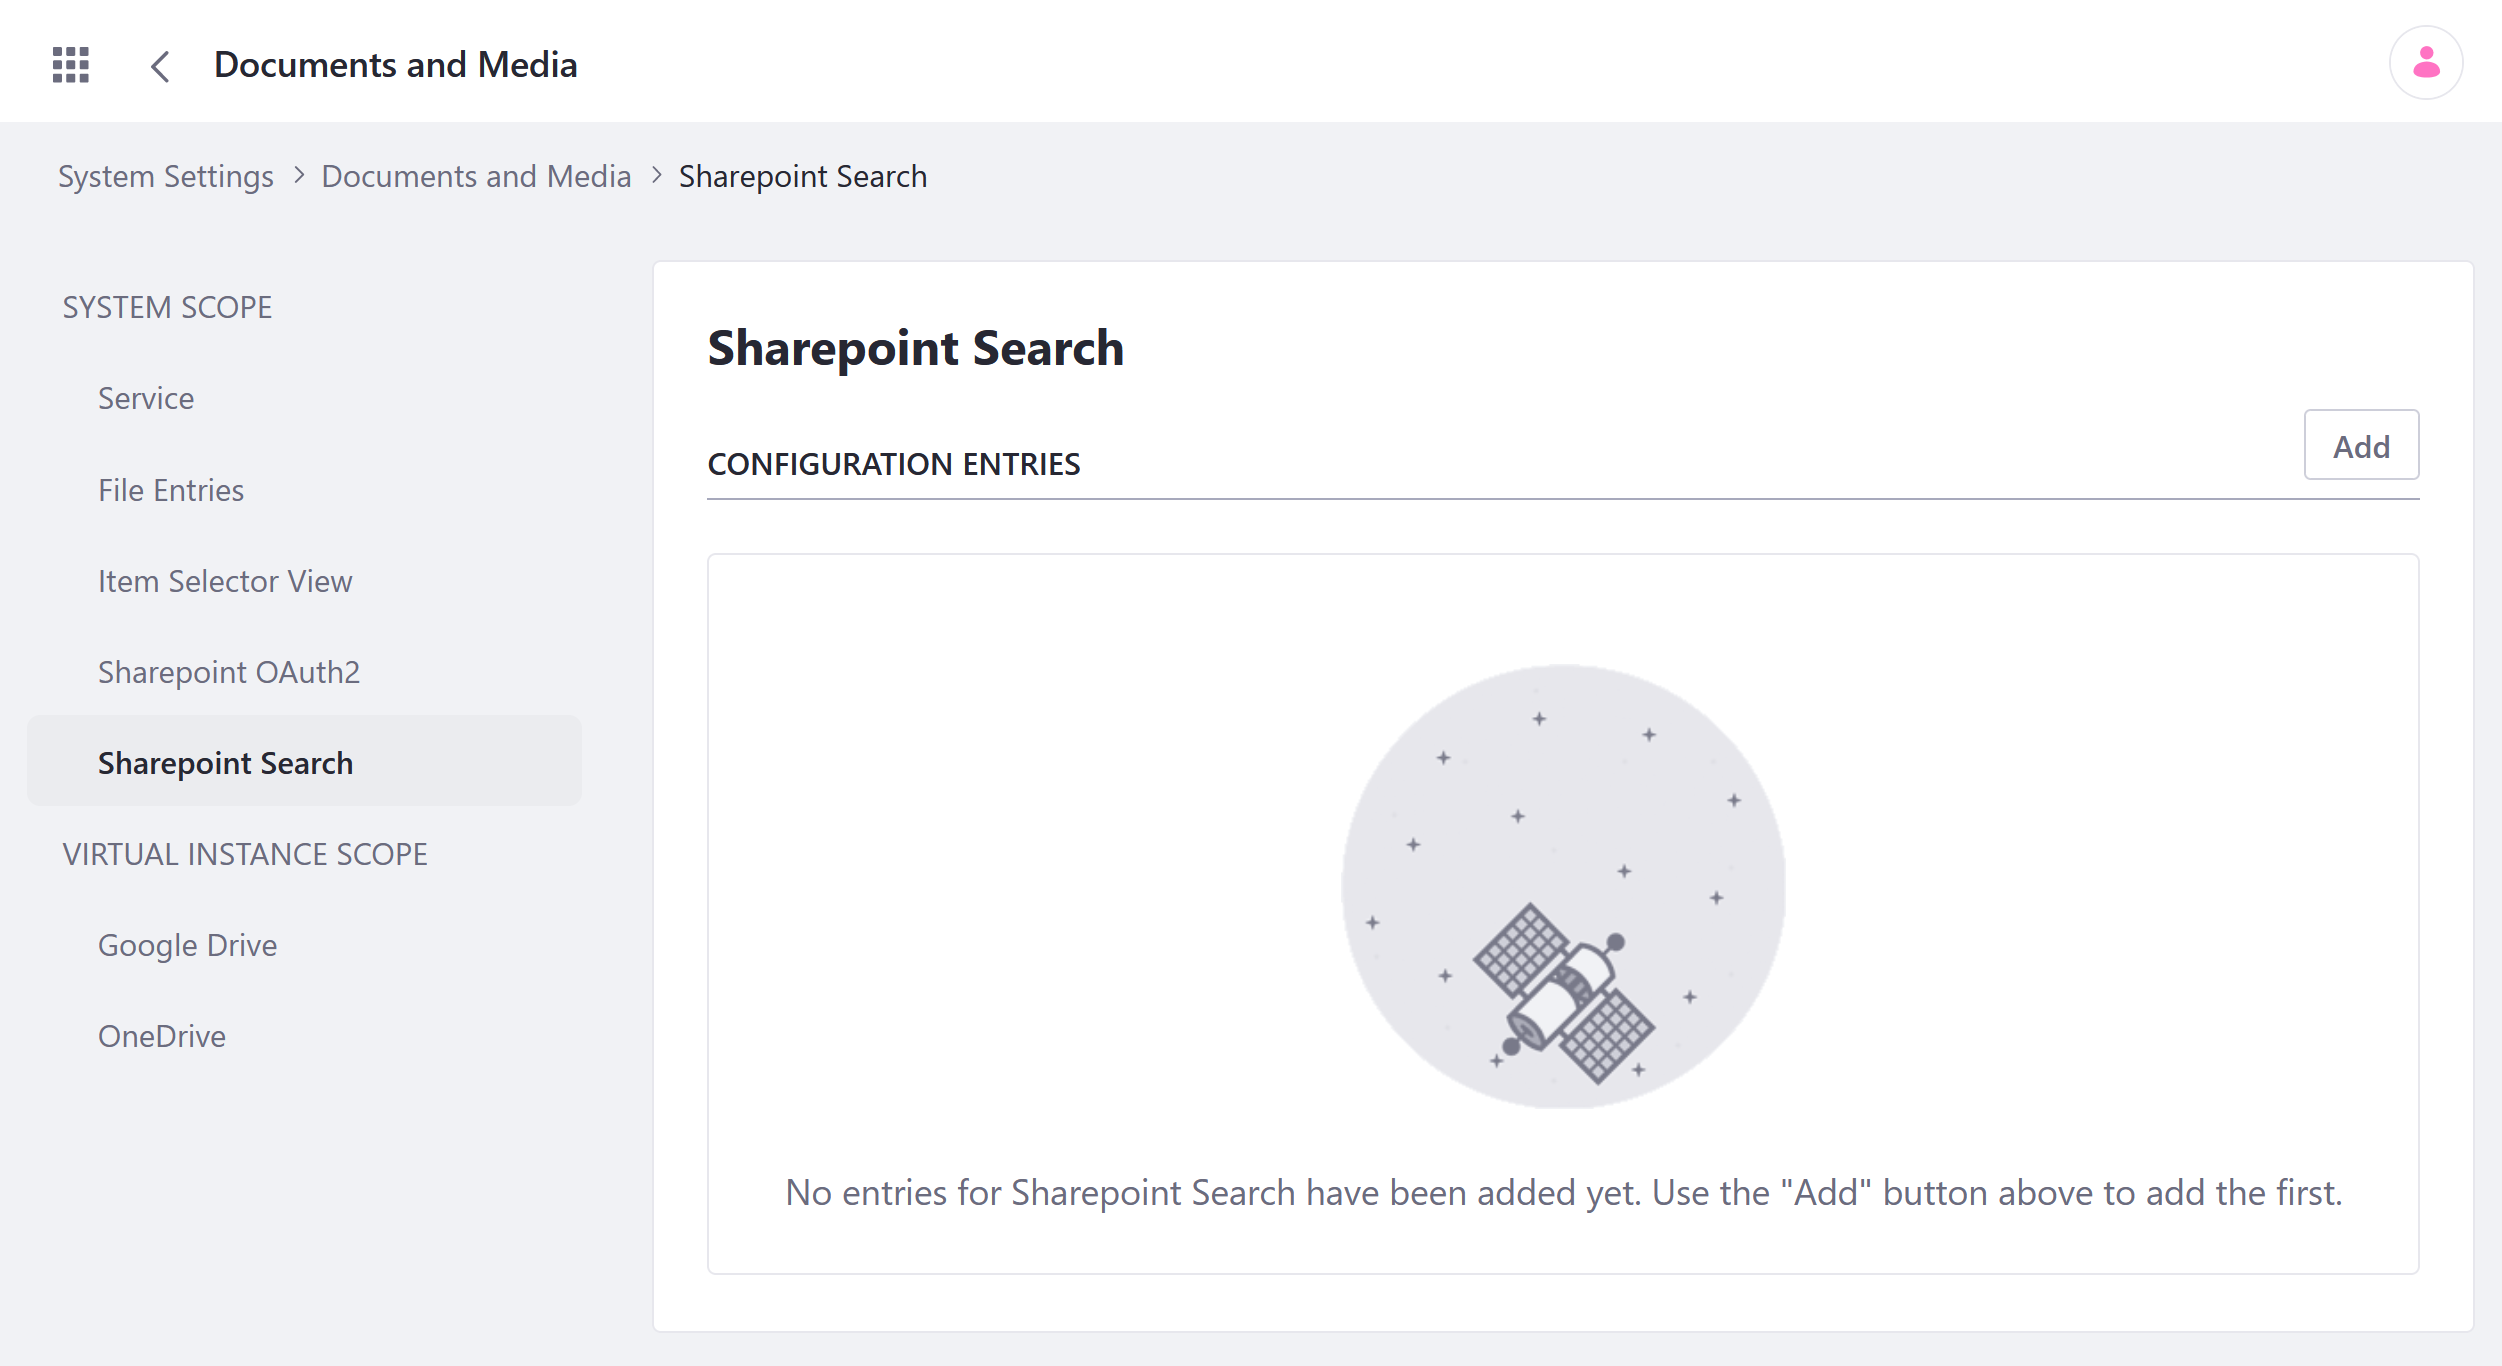 Documents and Media
System Settings > Documents and Media > Sharepoint Search
SYSTEM SCOPE
Service
File Entries
Item Selector View
Sharepoint OAuth2
Sharepoint Search
VIRTUAL INSTANCE SCOPE
Google Drive
OneDrive
Sharepoint Search
CONFIGURATION ENTRIES
Add
No entries for Sharepoint Search have been added yet. Use the "Add" button above to add the first.